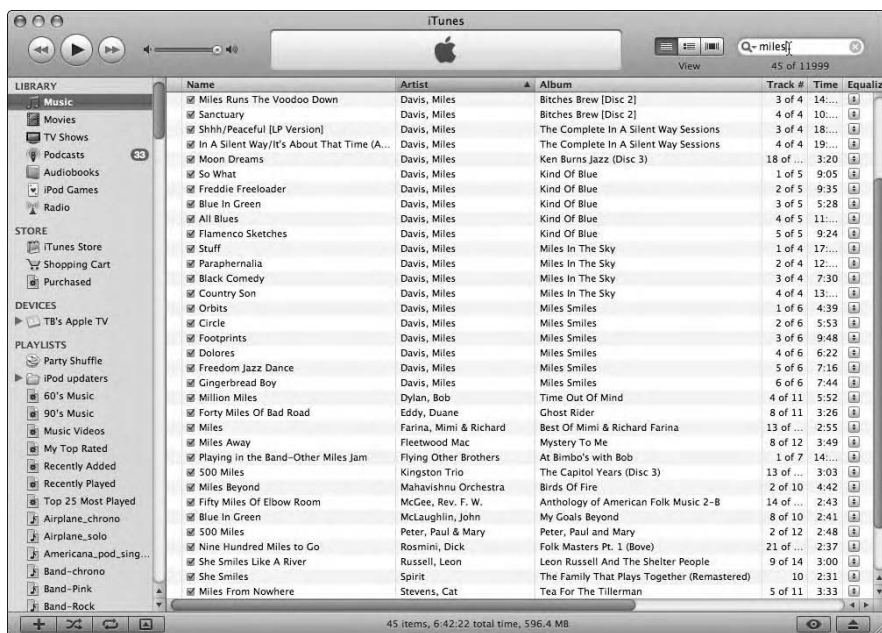 iTunes
miles
View
45 of 11999
LIBRARY
Music
Movies
TV Shows
Podcasts 33
Audiobooks
iPod Games
Radio
STORE
iTunes Store
Shopping Cart
Purchased
DEVICES
TB's Apple TV
PLAYLISTS
Party Shuffle
iPod updaters
60's Music
90's Music
Music Videos
My Top Rated
Recently Added
Recently Played
Top 25 Most Played
Airplane_chrono
Airplane_solo
Americana_pod_sing...
Band-chrono
Band-Pink
Band-Rock
Name Artist Album Track # Time Equaliz
Miles Runs The Voodoo Down Davis, Miles Bitches Brew [Disc 2] 3 of 4 14:...
Sanctuary Davis, Miles Bitches Brew [Disc 2] 4 of 4 10:...
Shhh/Peaceful [LP Version] Davis, Miles The Complete In A Silent Way Sessions 3 of 4 18:...
In A Silent Way/It's About That Time (A... Davis, Miles The Complete In A Silent Way Sessions 4 of 4 19:...
Moon Dreams Davis, Miles Ken Burns Jazz (Disc 3) 18 of ... 3:20
So What Davis, Miles Kind Of Blue 1 of 5 9:05
Freddie Freeloader Davis, Miles Kind Of Blue 2 of 5 9:35
Blue In Green Davis, Miles Kind Of Blue 3 of 5 5:28
All Blues Davis, Miles Kind Of Blue 4 of 5 11:...
Flamenco Sketches Davis, Miles Kind Of Blue 5 of 5 9:24
Stuff Davis, Miles Miles In The Sky 1 of 4 17:...
Paraphernalia Davis, Miles Miles In The Sky 2 of 4 12:...
Black Comedy Davis, Miles Miles In The Sky 3 of 4 7:30
Country Son Davis, Miles Miles In The Sky 4 of 4 13:...
Orbits Davis, Miles Miles Smiles 1 of 6 4:39
Circle Davis, Miles Miles Smiles 2 of 6 5:53
Footprints Davis, Miles Miles Smiles 3 of 6 9:48
Dolores Davis, Miles Miles Smiles 4 of 6 6:22
Freedom Jazz Dance Davis, Miles Miles Smiles 5 of 6 7:16
Gingerbread Boy Davis, Miles Miles Smiles 6 of 6 7:44
Million Miles Dylan, Bob Time Out Of Mind 4 of 11 5:52
Forty Miles Of Bad Road Eddy, Duane Ghost Rider 8 of 11 3:26
Miles Farina, Mimi & Richard Best Of Mimi & Richard Farina 13 of ... 2:55
Miles Away Fleetwood Mac Mystery To Me 8 of 12 3:49
Playing in the Band-Other Miles Jam Flying Other Brothers At Bimbo's with Bob 1 of 7 14:...
500 Miles Kingston Trio The Capitol Years (Disc 3) 13 of ... 3:03
Miles Beyond Mahavishnu Orchestra Birds Of Fire 2 of 10 4:42
Fifty Miles Of Elbow Room McGee, Rev. F. W. Anthology of American Folk Music 2-B 14 of ... 2:43
Blue In Green McLaughlin, John My Goals Beyond 8 of 10 2:41
500 Miles Peter, Paul & Mary Peter, Paul and Mary 2 of 12 2:48
Nine Hundred Miles to Go Rosmini, Dick Folk Masters Pt. 1 (Bove) 21 of ... 2:37
She Smiles Like A River Russell, Leon Leon Russell And The Shelter People 9 of 14 3:00
She Smiles Spirit The Family That Plays Together (Remastered) 10 2:31
Miles From Nowhere Stevens, Cat Tea For The Tillerman 5 of 11 3:33
45 items, 6:42:22 total time, 596.4 MB